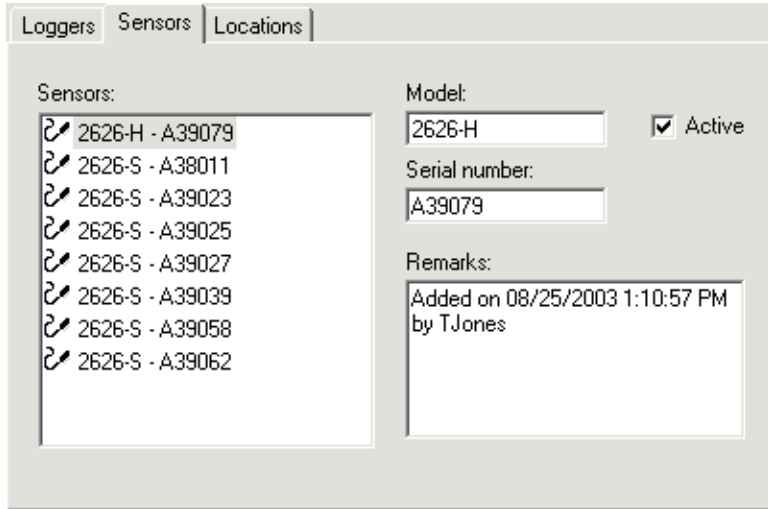 Loggers Sensors Locations
Sensors:
2626-H - A39079
2626-S - A38011
2626-S - A39023
2626-S - A39025
2626-S - A39027
2626-S - A39039
2626-S - A39058
2626-S - A39062
Model:
2626-H
Active
Serial number:
A39079
Remarks:
Added on 08/25/2003 1:10:57 PM
by TJones